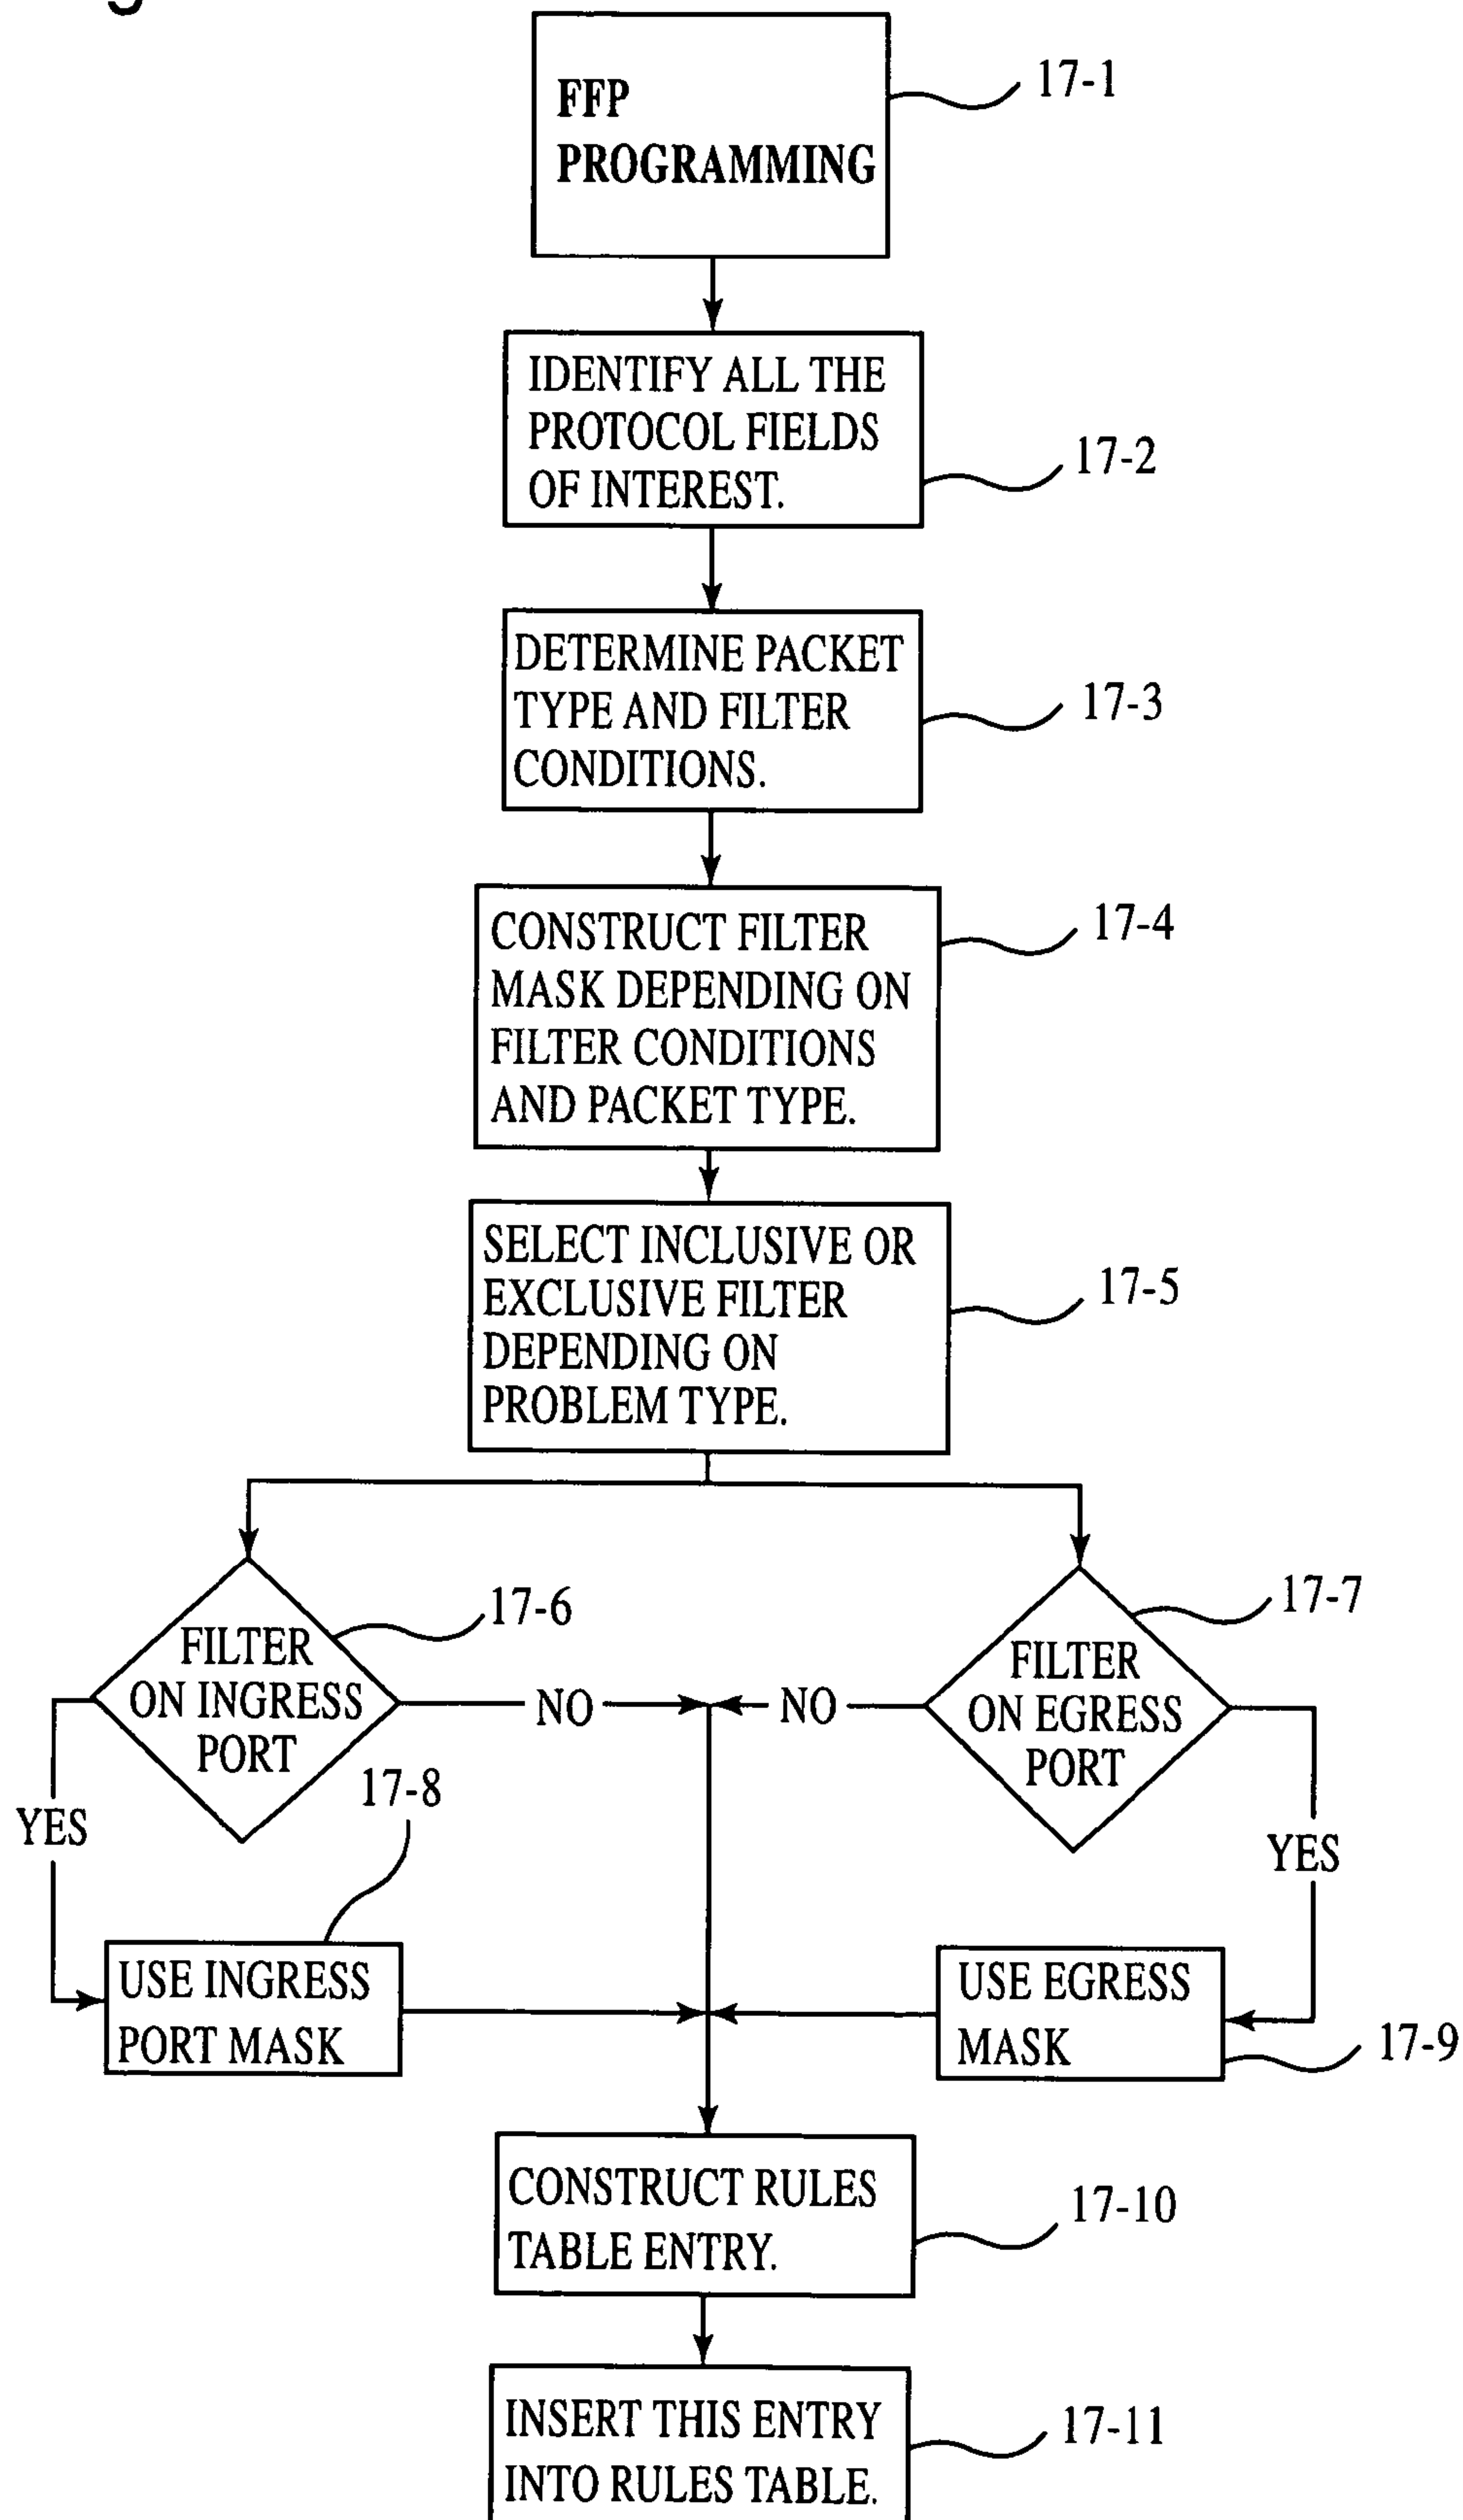 FFP
PROGRAMMING
17-1
IDENTIFY ALL THE
PROTOCOL FIELDS
OF INTEREST.
17-2
DETERMINE PACKET
TYPE AND FILTER
CONDITIONS.
17-3
CONSTRUCT FILTER
MASK DEPENDING ON
FILTER CONDITIONS
AND PACKET TYPE.
17-4
SELECT INCLUSIVE OR
EXCLUSIVE FILTER
DEPENDING ON
PROBLEM TYPE.
17-5
FILTER
ON INGRESS
PORT
17-6
NO
NO
FILTER
ON EGRESS
PORT
17-7
YES
17-8
YES
USE INGRESS
PORT MASK
USE EGRESS
MASK
17-9
CONSTRUCT RULES
TABLE ENTRY.
17-10
INSERT THIS ENTRY
INTO RULES TABLE.
17-11